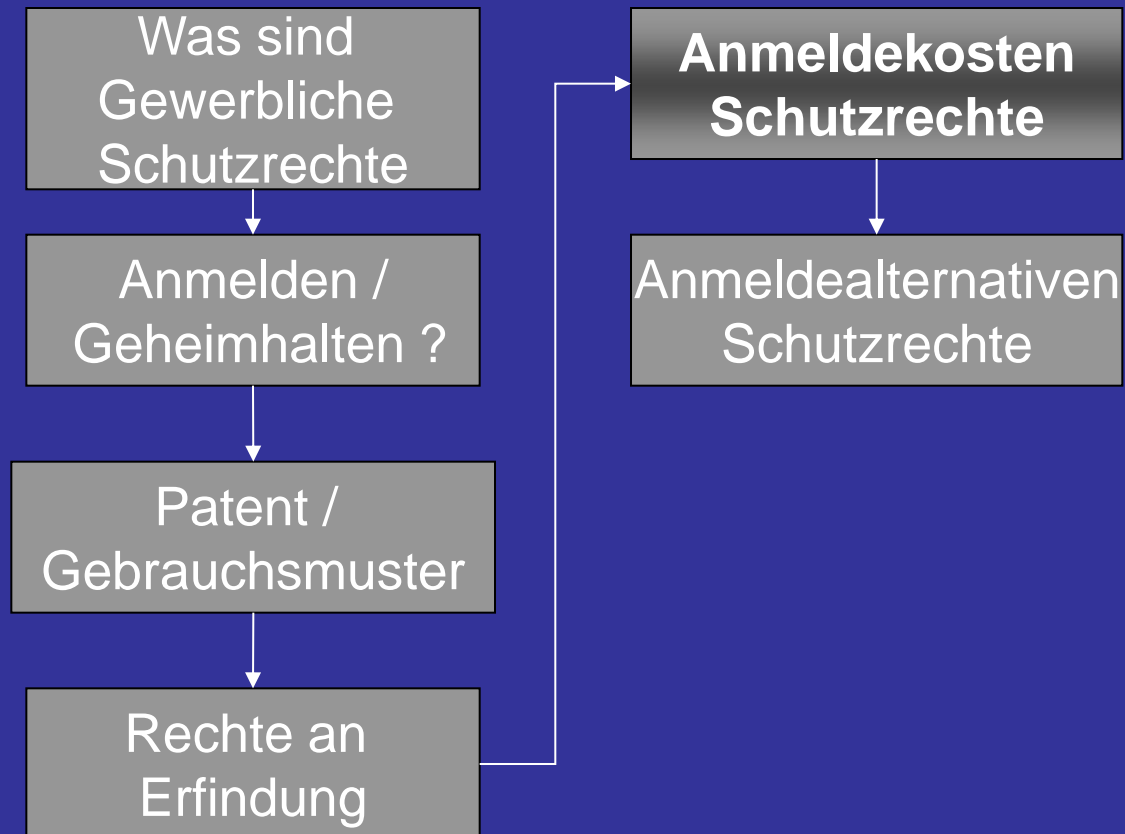 Was sind
Gewerbliche
Schutzrechte
Anmelden /
Geheimhalten ?
Patent /
Gebrauchsmuster
Rechte an
Erfindung
Anmeldekosten
Schutzrechte
Anmeldealternativen
Schutzrechte